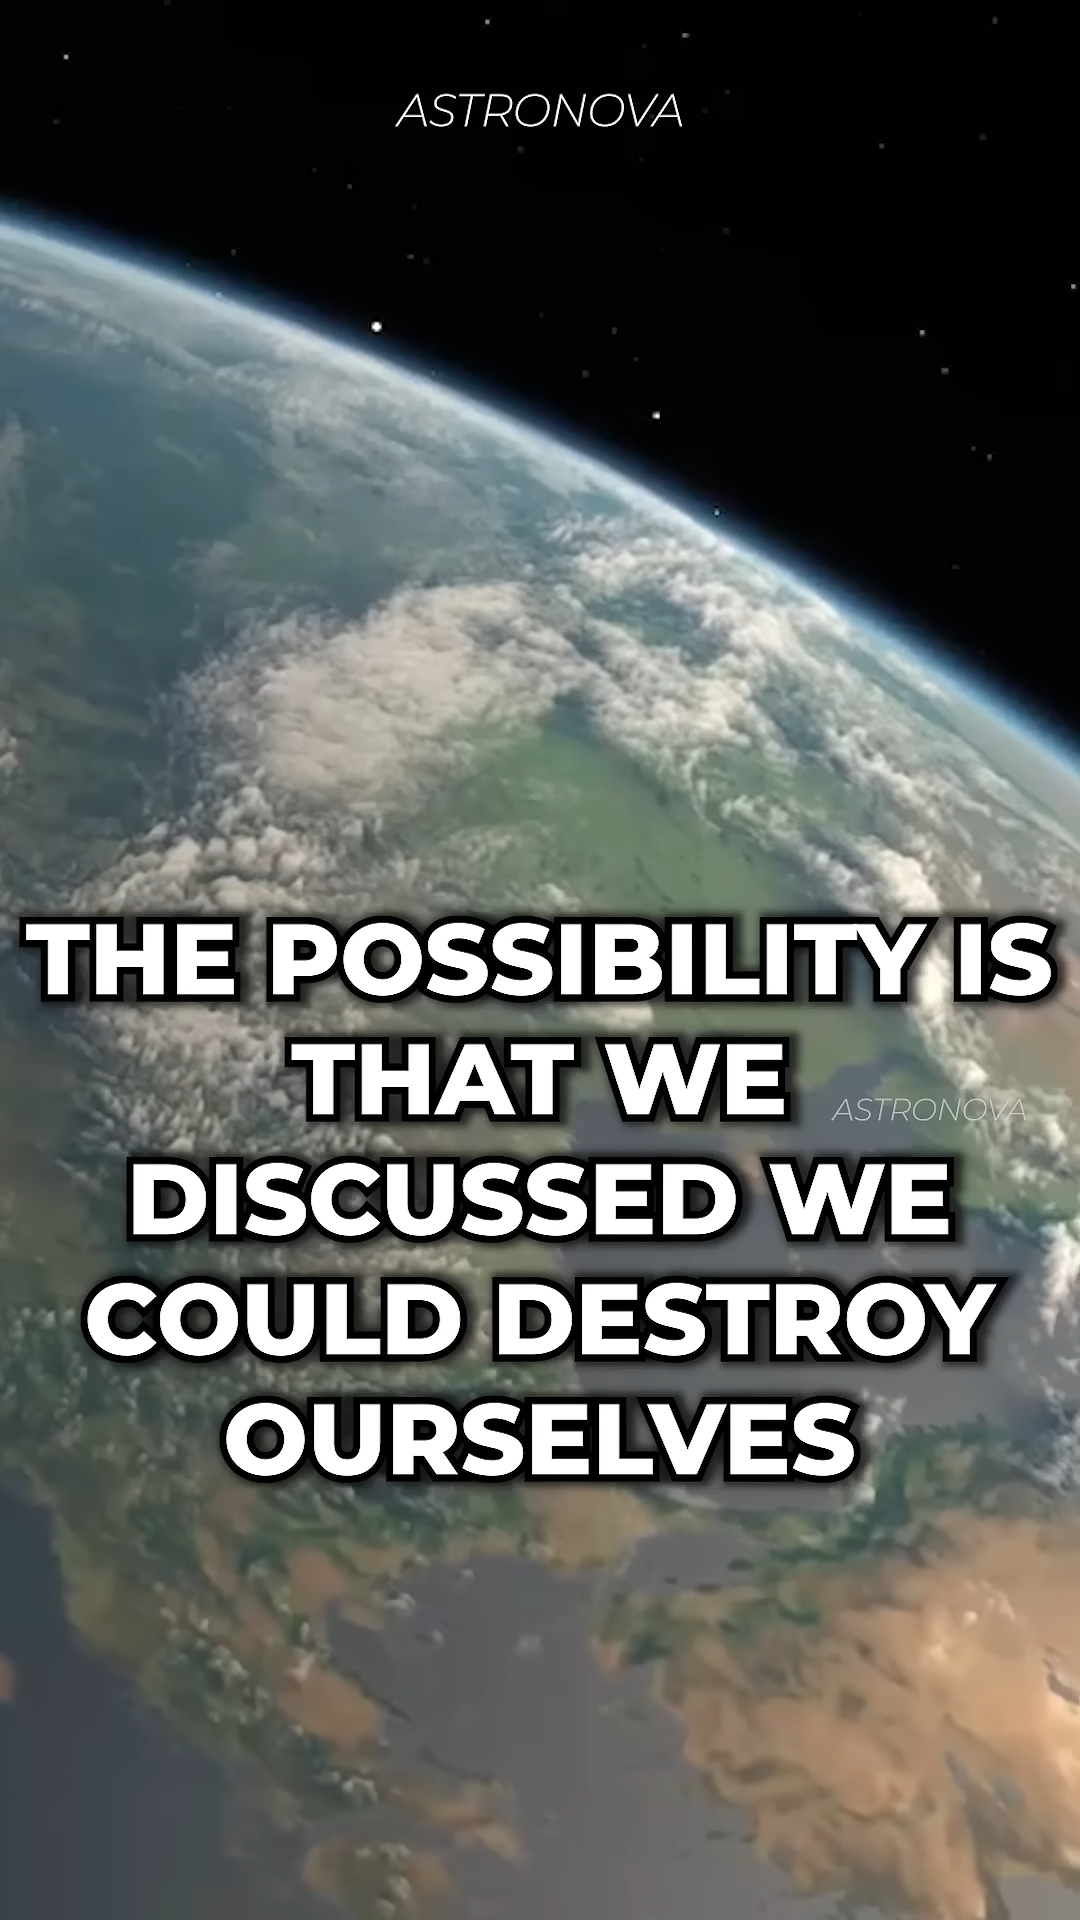 ASTRONOVA
THE POSSIBILITY IS
THAT WE
ASTRONOVA
DISCUSSED WE
COULD DESTROY
OURSELVES